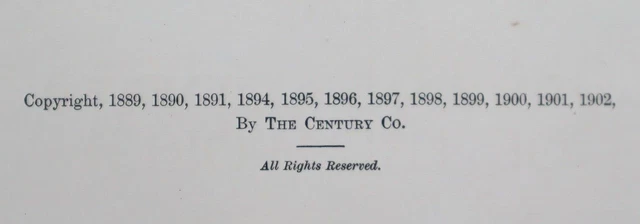 Copyright, 1889, 1890, 1891, 1894, 1895, 1896, 1897, 1898, 1899, 1900, 1901, 1902,
By THE CENTURY CO.
All Rights Reserved.